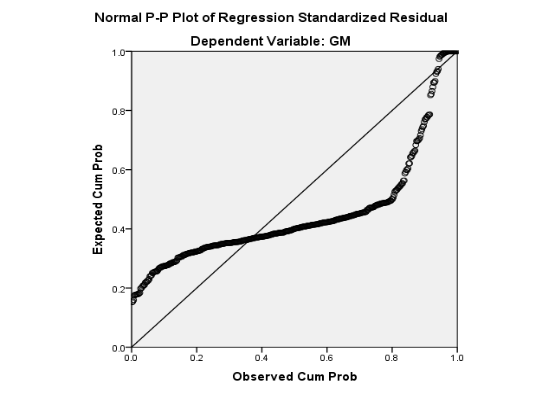 Normal P-P Plot of Regression Standardized Residual
Dependent Variable: GM
Expected Cum Prob
1.0
0.8
0.6
0.4
0.2
0.0
0.0 0.2 0.4 0.6 0.8 1.0
Observed Cum Prob